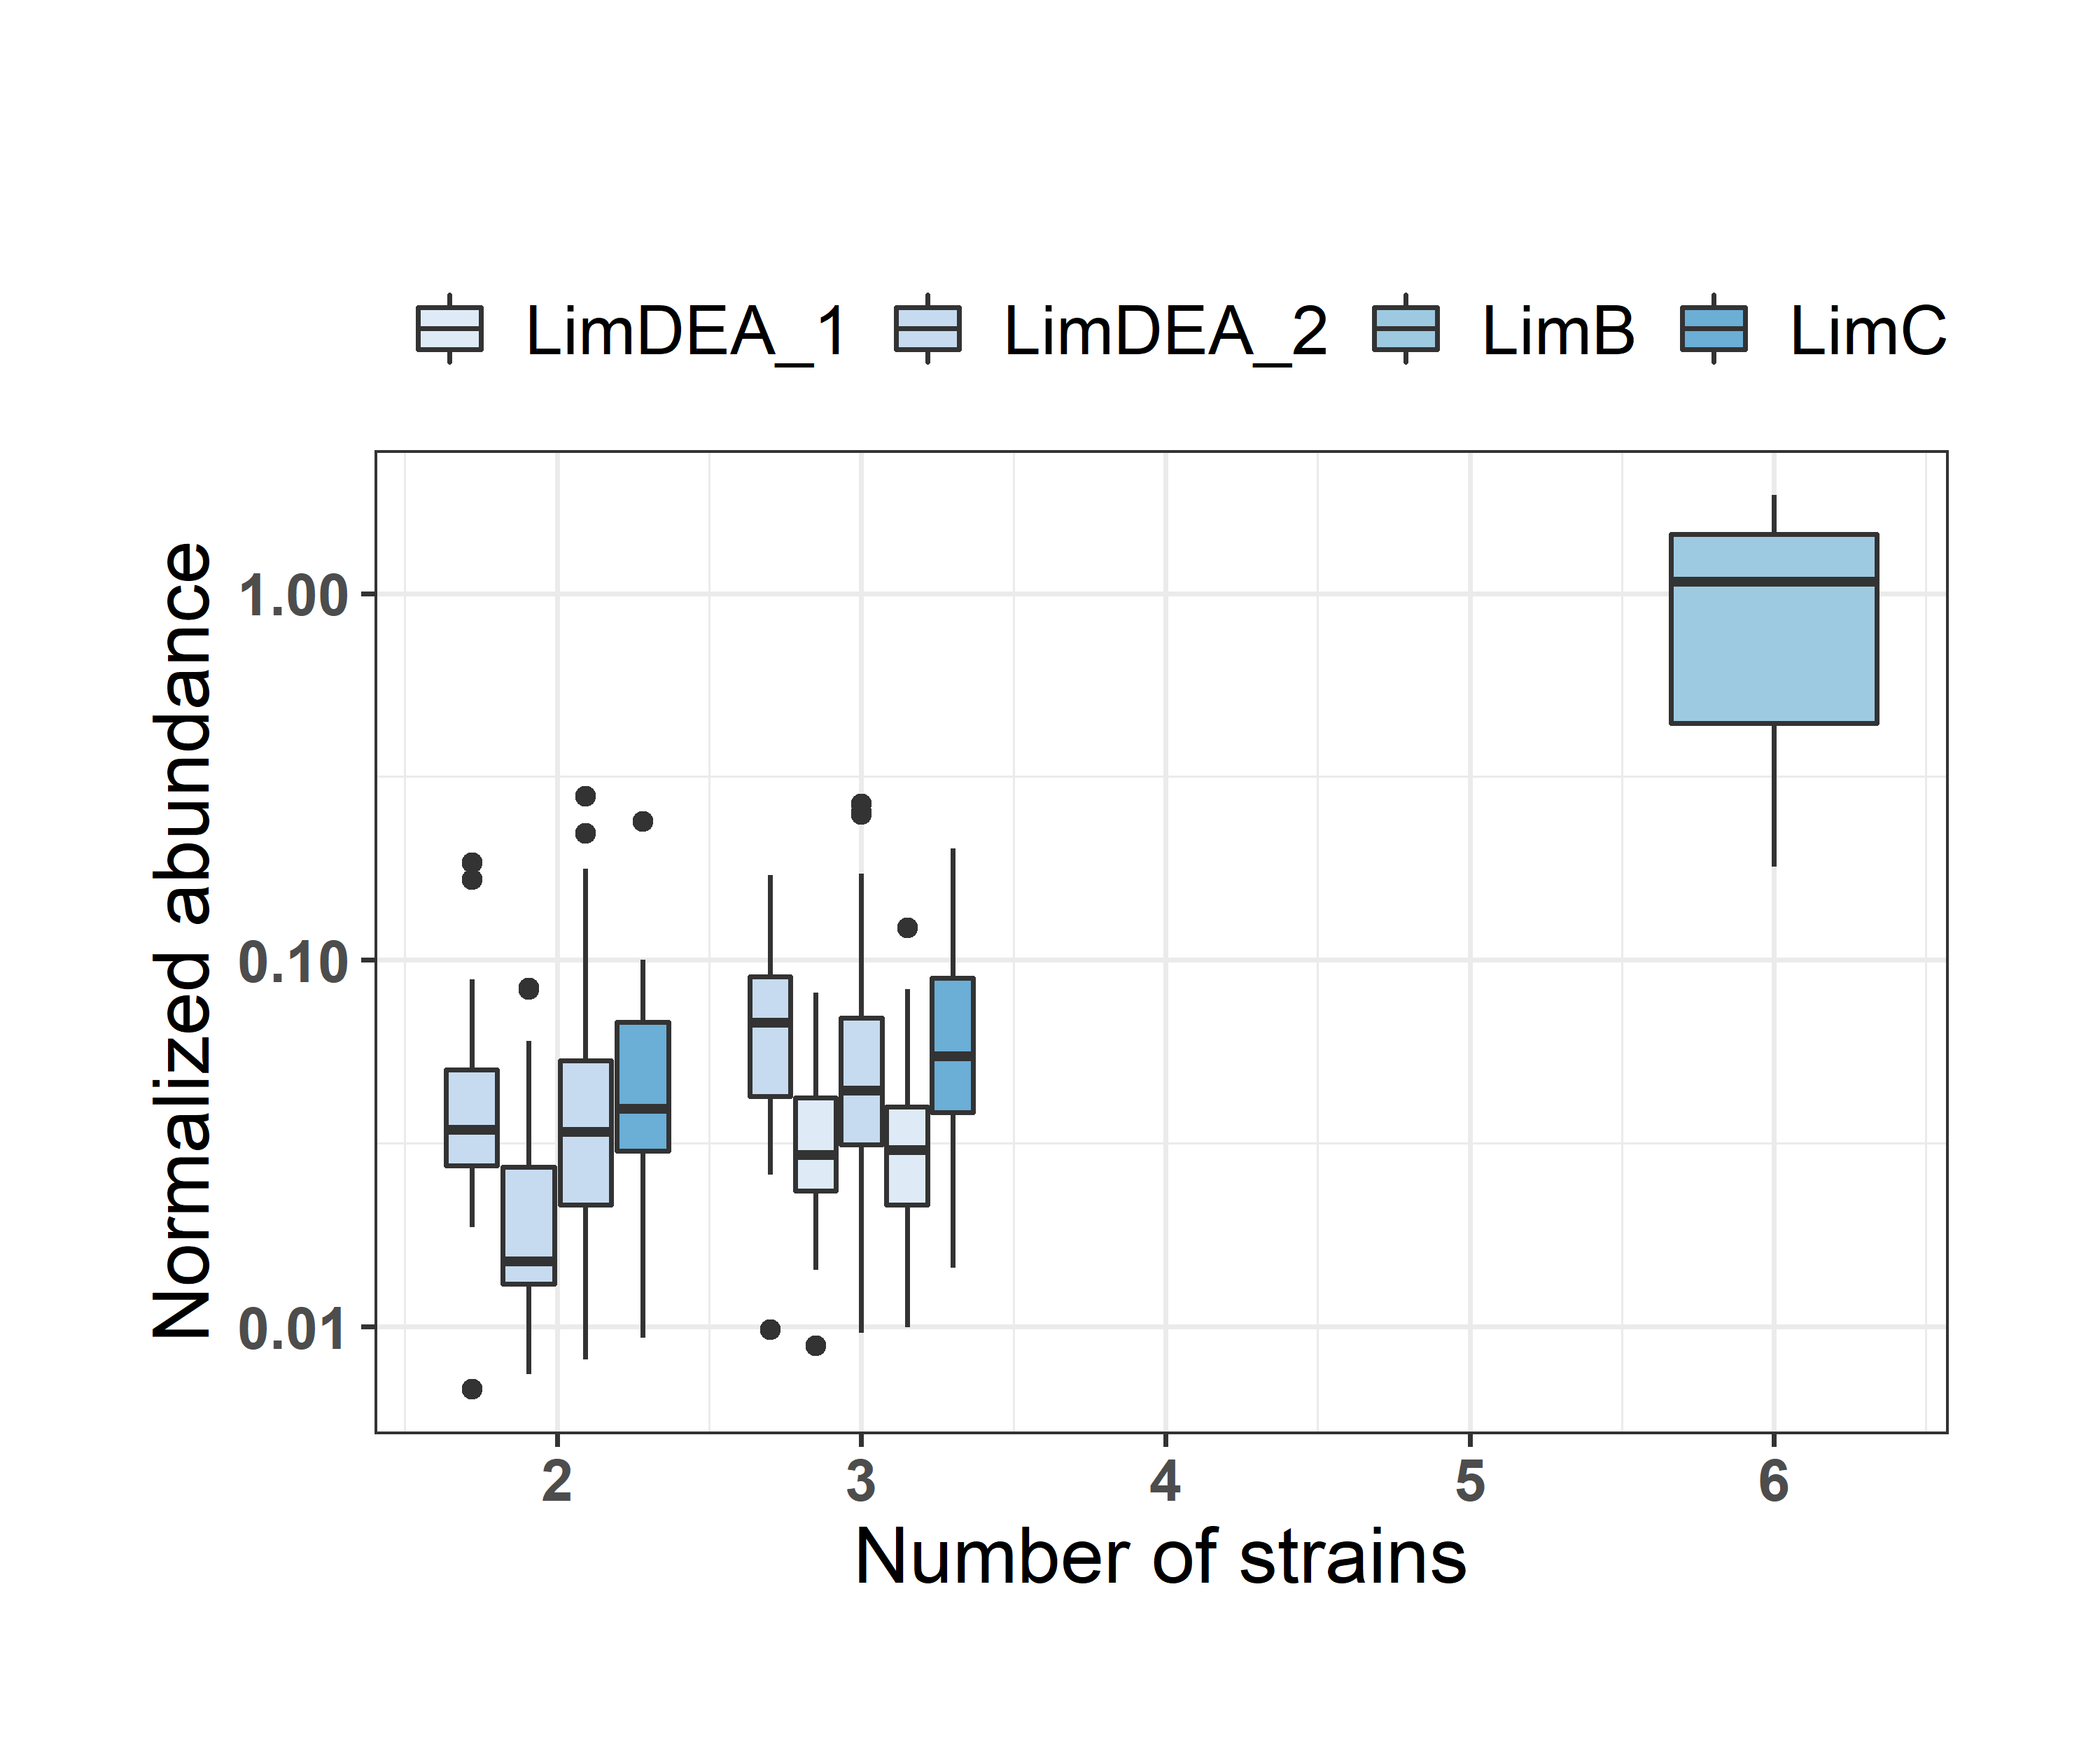 LimDEA_1 LimDEA_2 LimB LimC
Normalized abundance
1.00
0.10
0.01
2 3 4 5 6
Number of strains